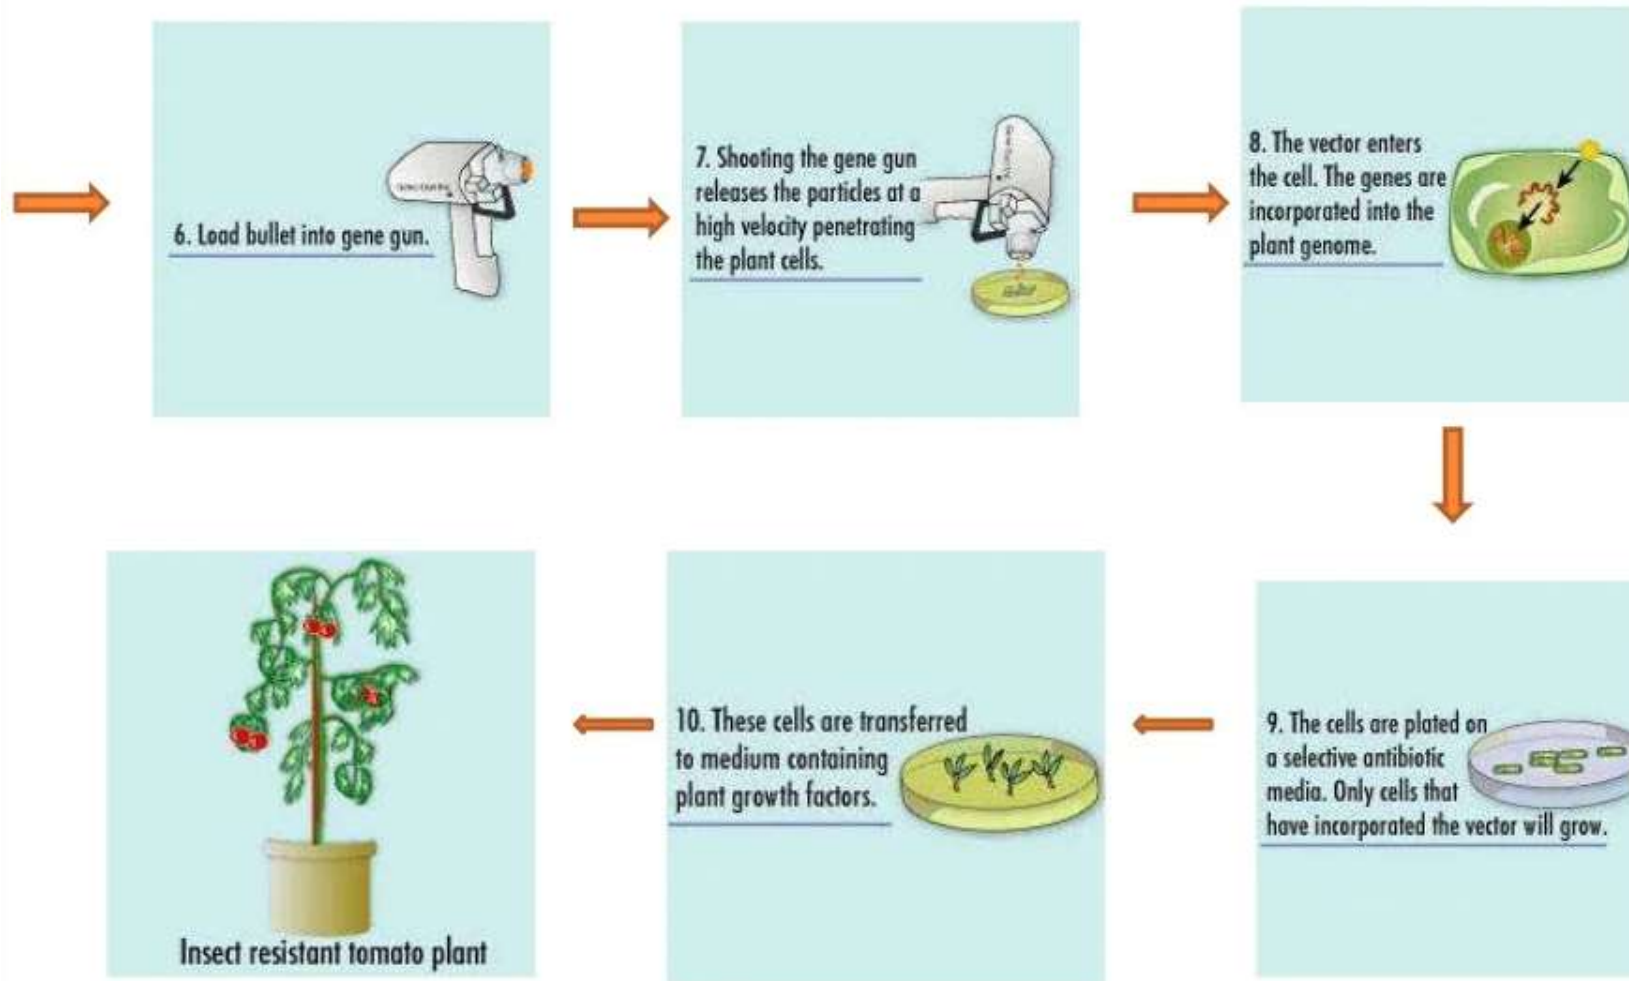 6. Load bullet into gene gun.
7. Shooting the gene gun
releases the particles at a
high velocity penetrating
the plant cells.
8. The vector enters
the cell. The genes are
incorporated into the
plant genome.
9. The cells are plated on
a selective antibiotic
media. Only cells that
have incorporated the vector will grow.
10. These cells are transferred
to medium containing
plant growth factors.
Insect resistant tomato plant